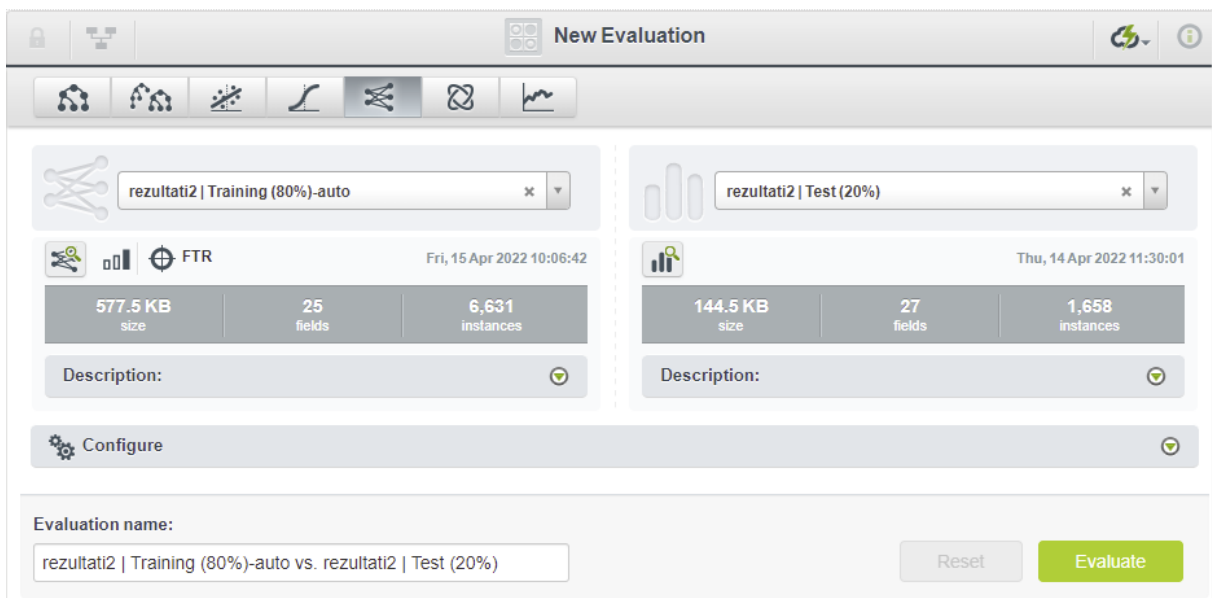 New Evaluation
rezultati2 | Training (80%)-auto
rezultati2 | Test (20%)
FTR
Fri, 15 Apr 2022 10:06:42
Thu, 14 Apr 2022 11:30:01
577.5 KB
25
6,631
size
fields
instances
144.5 KB
27
1,658
size
fields
instances
Description:
Description:
Configure
Evaluation name:
rezultati2 | Training (80%)-auto vs. rezultati2 | Test (20%)
Reset
Evaluate